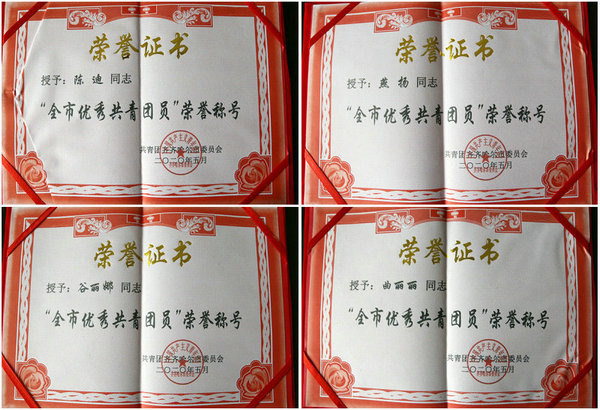 荣誉证书
授予：陈 迪 同志
“全市优秀共青团员”荣誉称号
共青团齐齐哈尔市委员会
二〇二〇年五月
荣誉证书
授予：燕 扬 同志
“全市优秀共青团员”荣誉称号
共青团齐齐哈尔市委员会
二〇二〇年五月
荣誉证书
授予：谷丽娜 同志
“全市优秀共青团员”荣誉称号
共青团齐齐哈尔市委员会
二〇二〇年五月
荣誉证书
授予：曲丽丽 同志
“全市优秀共青团员”荣誉称号
共青团齐齐哈尔市委员会
二〇二〇年五月